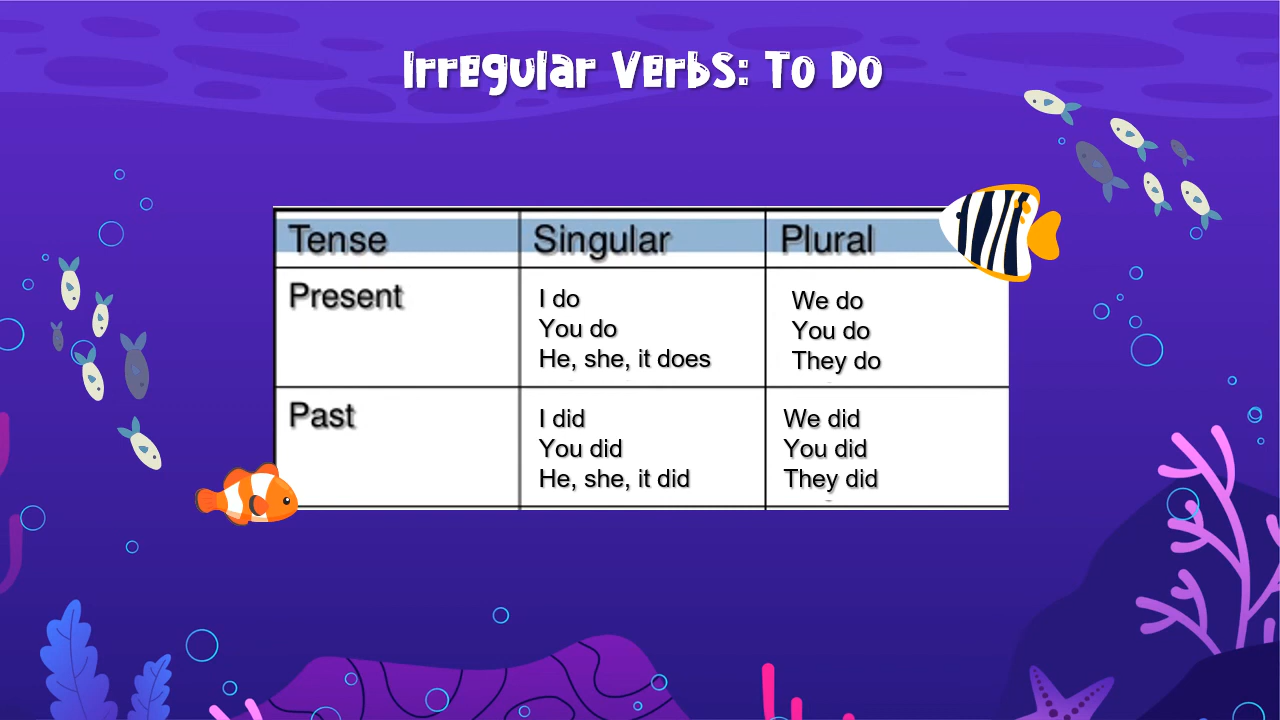 Irregular Verbs: To Do
Tense Singular Plural
Present
I do
You do
He, she, it does
We do
You do
They do
Past
I did
You did
He, she, it did
We did
You did
They did